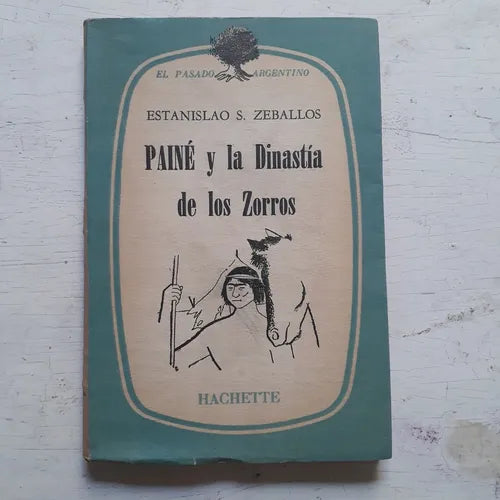 EL PASADO ARGENTINO
ESTANISLAO S. ZEBALLOS
PAINÉ y la Dinastía
de los Zorros
HACHETTE